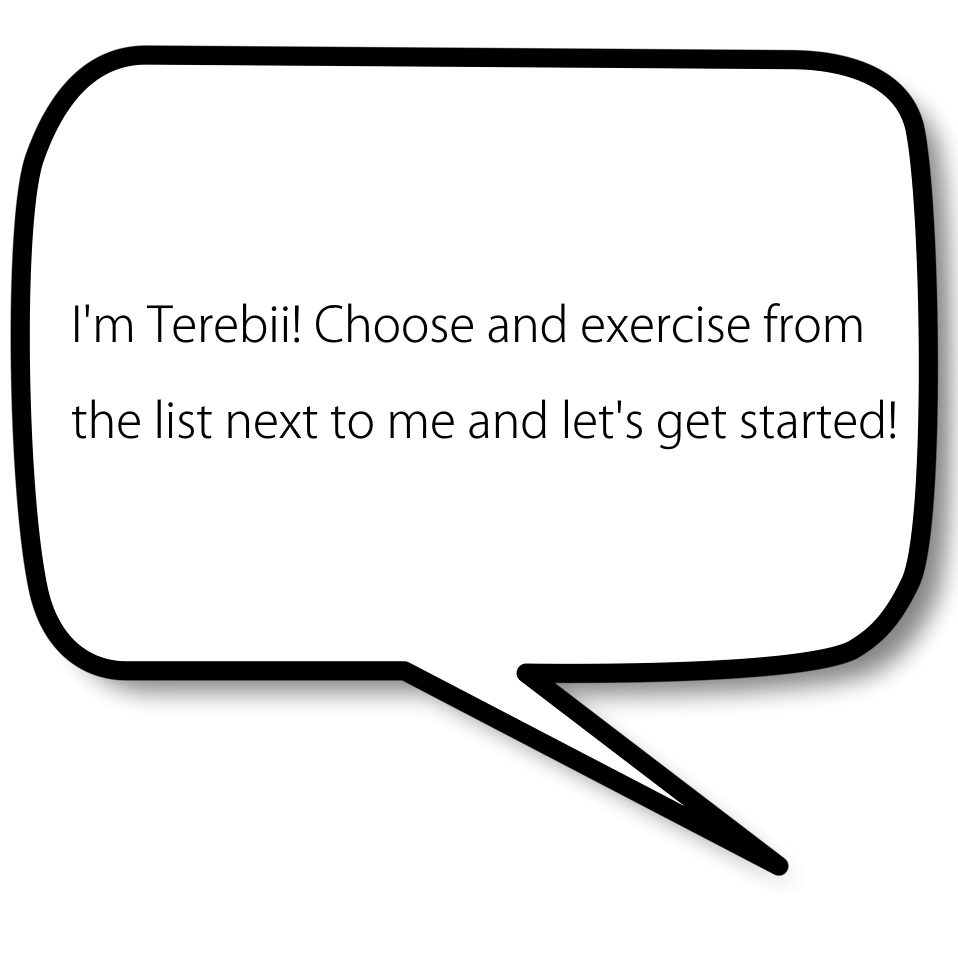 I'm Terebii! Choose and exercise from
the list next to me and let's get started!